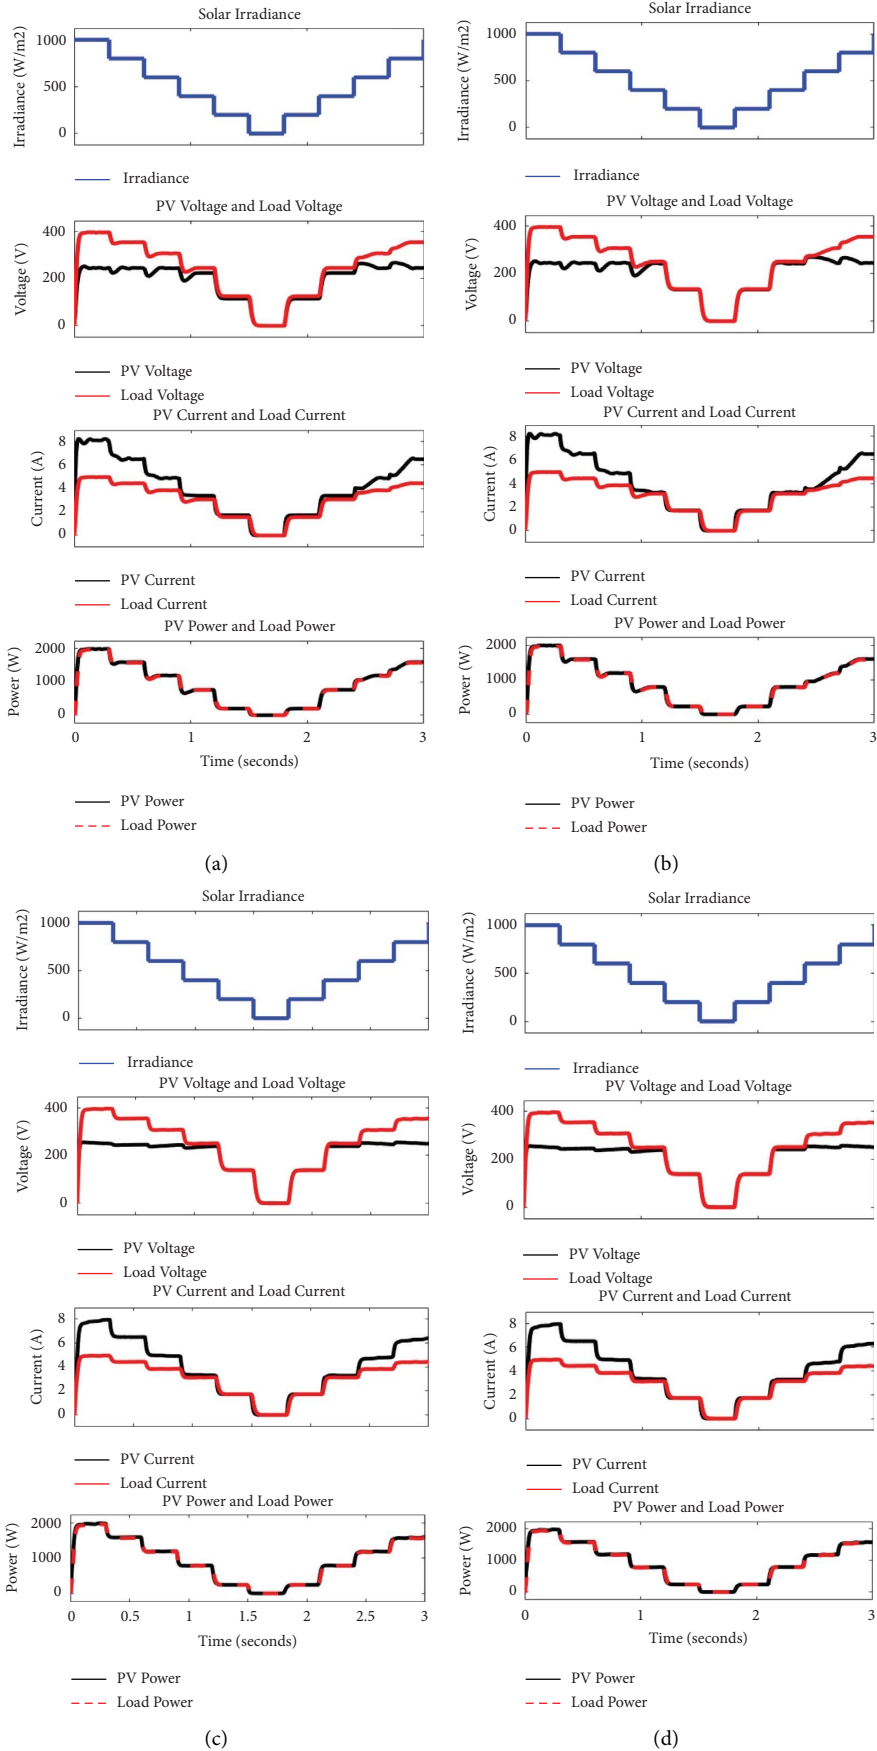 Solar Irradiance
Irradiance (W/m2)
1000
500
0
Irradiance
PV Voltage and Load Voltage
Voltage (V)
400
200
0
PV Voltage
Load Voltage
PV Current and Load Current
Current (A)
8
6
4
2
0
PV Current
Load Current
PV Power and Load Power
Power (W)
2000
1000
0
0 1 2 3
Time (seconds)
PV Power
Load Power
(a)
Solar Irradiance
Irradiance (W/m2)
1000
500
0
Irradiance
PV Voltage and Load Voltage
Voltage (V)
400
200
0
PV Voltage
Load Voltage
PV Current and Load Current
Current (A)
8
6
4
2
0
PV Current
Load Current
PV Power and Load Power
Power (W)
2000
1000
0
0 1 2 3
Time (seconds)
PV Power
Load Power
(b)
Solar Irradiance
Irradiance (W/m2)
1000
500
0
Irradiance
PV Voltage and Load Voltage
Voltage (V)
400
200
0
PV Voltage
Load Voltage
PV Current and Load Current
Current (A)
8
6
4
2
0
PV Current
Load Current
PV Power and Load Power
Power (W)
2000
1000
0
0 0.5 1 1.5 2 2.5 3
Time (seconds)
PV Power
Load Power
(c)
Solar Irradiance
Irradiance (W/m2)
1000
500
0
Irradiance
PV Voltage and Load Voltage
Voltage (V)
400
200
0
PV Voltage
Load Voltage
PV Current and Load Current
Current (A)
8
6
4
2
0
PV Current
Load Current
PV Power and Load Power
Power (W)
2000
1000
0
0 1 2 3
Time (seconds)
PV Power
Load Power
(d)